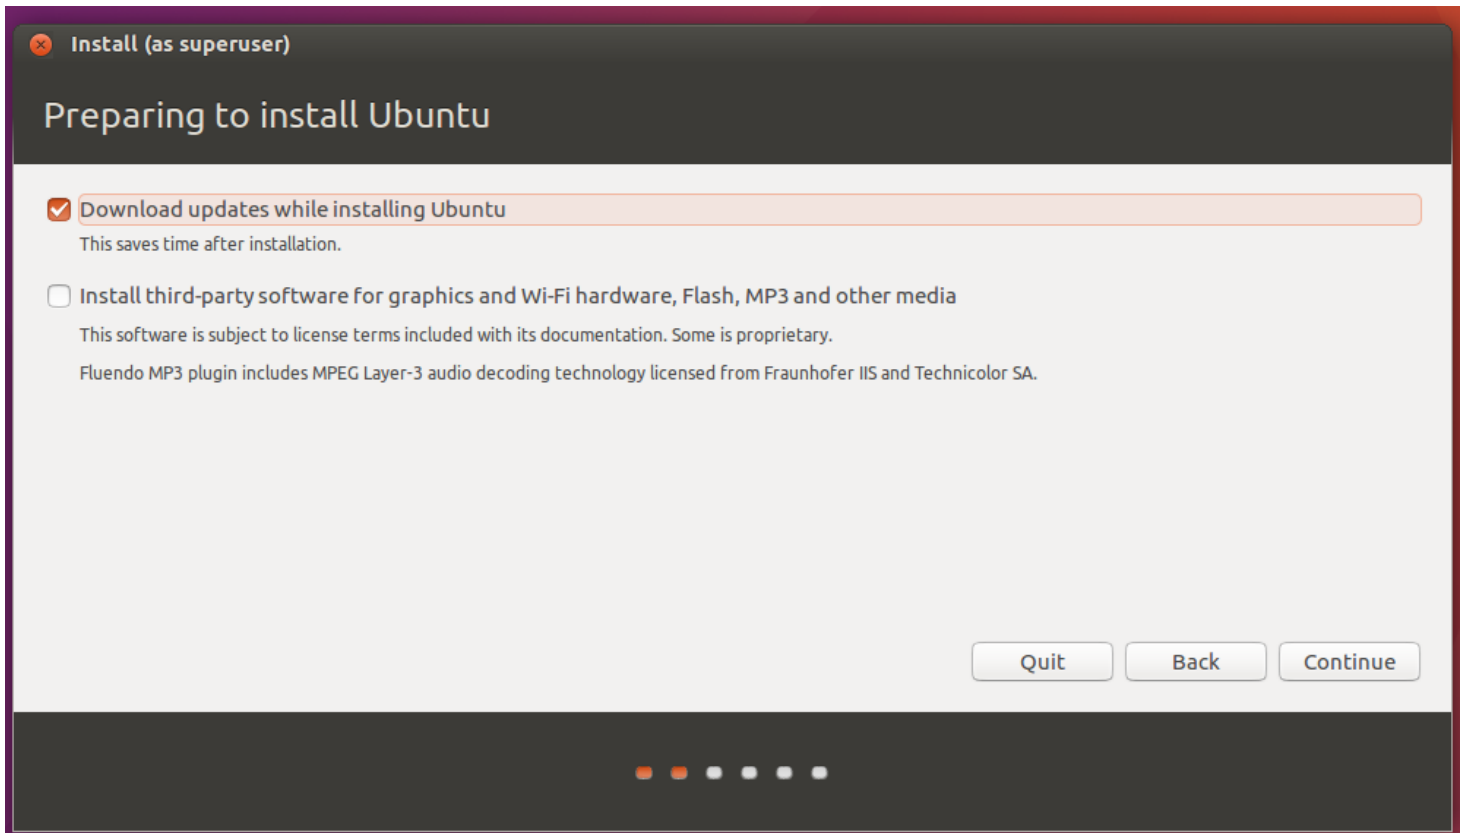 Install (as superuser)
Preparing to install Ubuntu
Download updates while installing Ubuntu
This saves time after installation.
Install third-party software for graphics and Wi-Fi hardware, Flash, MP3 and other media
This software is subject to license terms included with its documentation. Some is proprietary.
Fluendo MP3 plugin includes MPEG Layer-3 audio decoding technology licensed from Fraunhofer IIS and Technicolor SA.
Quit Back Continue